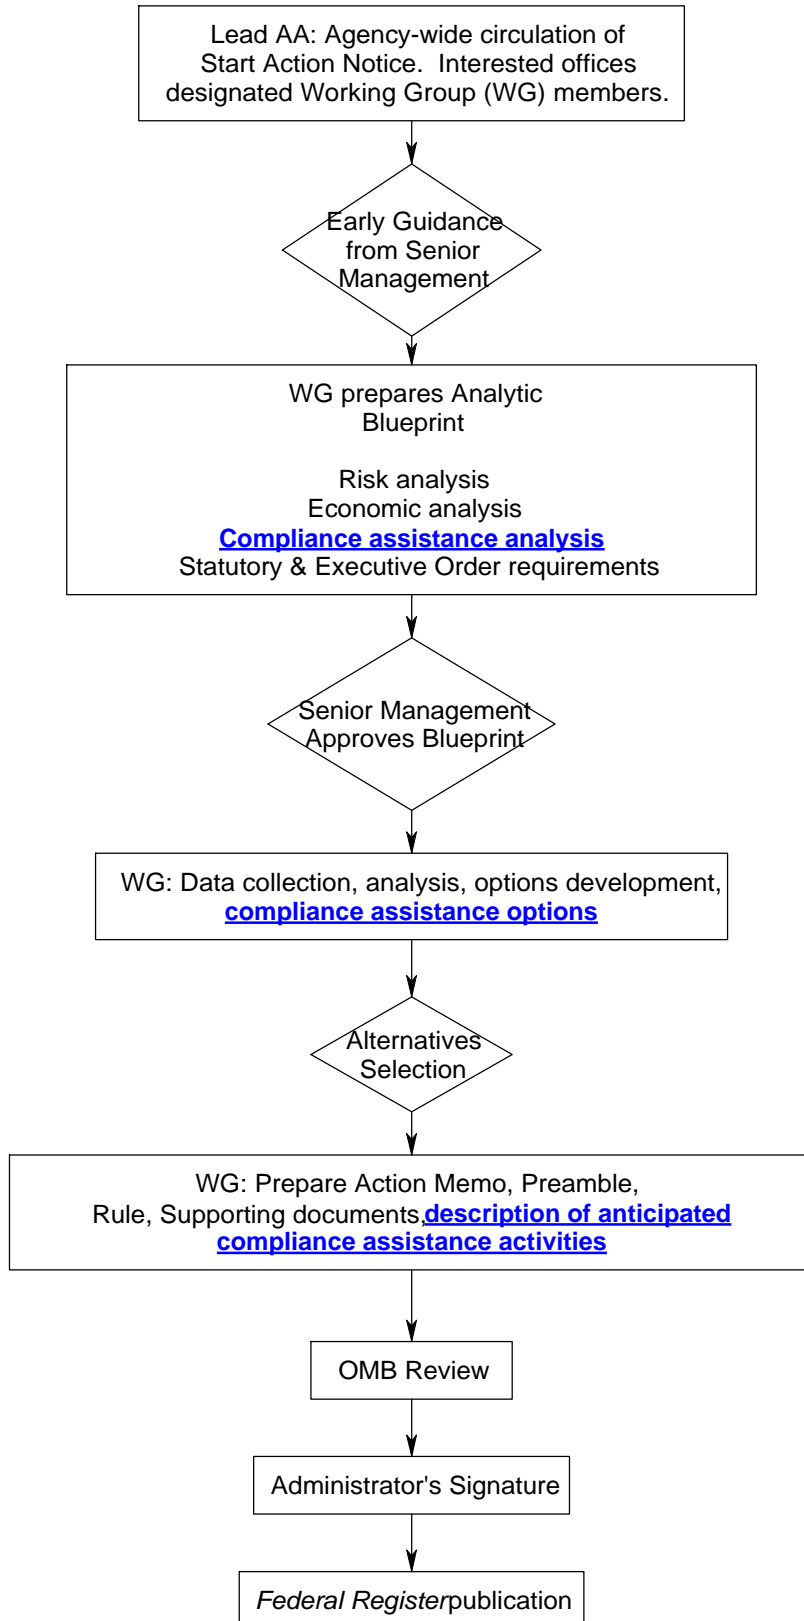 Lead AA: Agency-wide circulation of
Start Action Notice.  Interested offices
designated Working Group (WG) members.
Early Guidance
from Senior
Management
WG prepares Analytic
Blueprint
Risk analysis
Economic analysis
Compliance assistance analysis
Statutory & Executive Order requirements
Senior Management
Approves Blueprint
WG: Data collection, analysis, options development,
compliance assistance options
Alternatives
Selection
WG: Prepare Action Memo, Preamble,
Rule, Supporting documents,description of anticipated
compliance assistance activities
OMB Review
Administrator's Signature
Federal Registerpublication